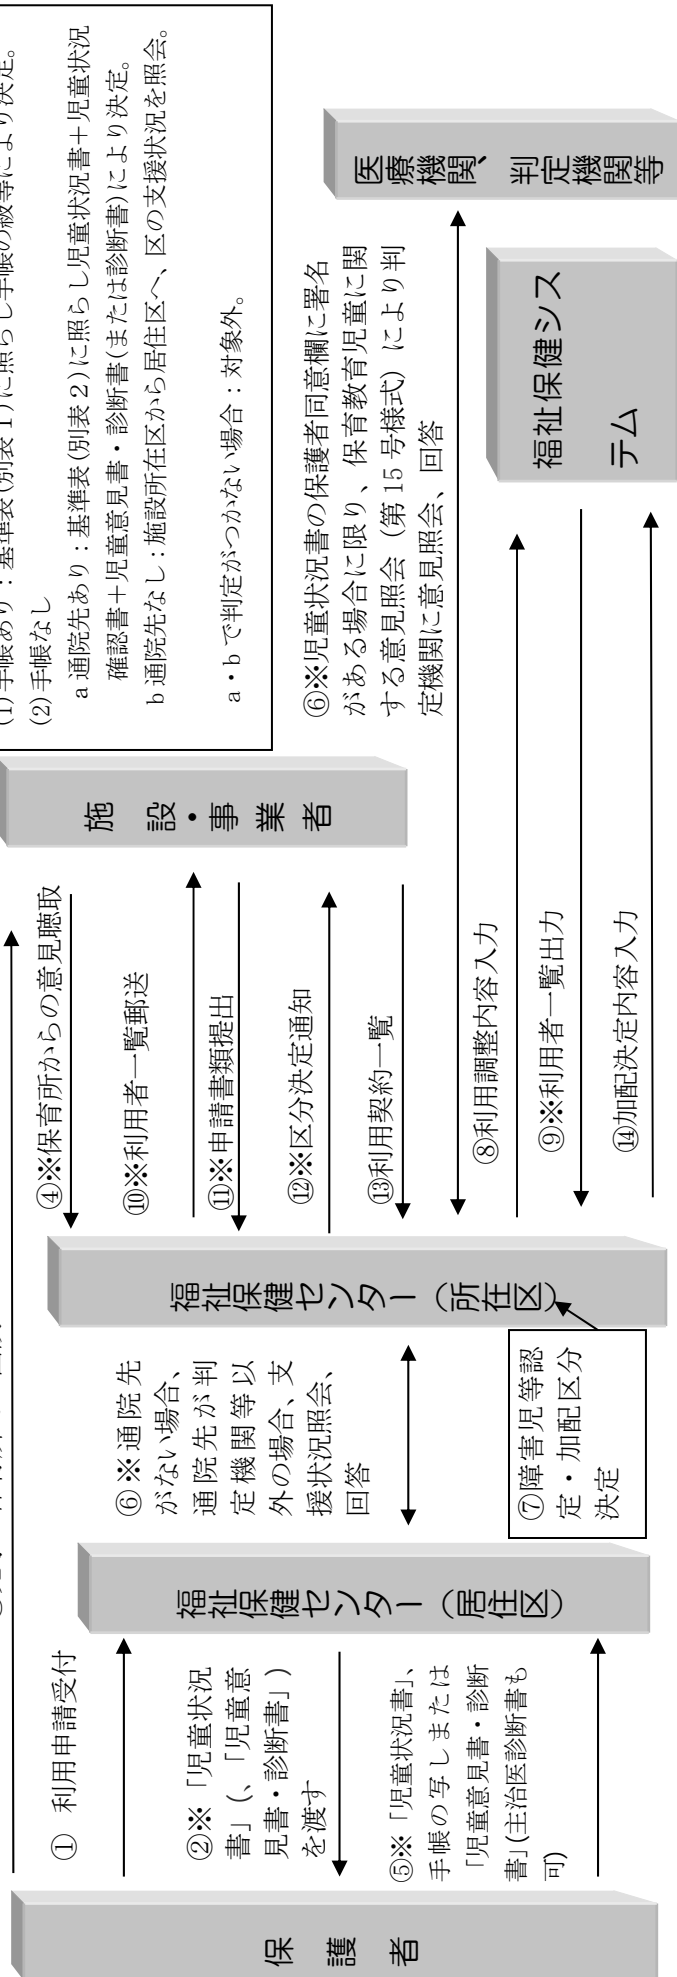 (1)手帳あり：基準表(別表1)に照らし手帳の級等により決定。
(2)手帳なし
a 通院先あり：基準表(別表２)に照らし児童状況書＋児童状況
確認書＋児童意見書・診断書(または診断書)により決定。
b 通院先なし：施設所在区から居住区へ、区の支援状況を照会。
a・b で判定がつかない場合：対象外。
保護者
① 利用申請受付
②※「児童状況
書」(、「児童意
見書・診断書」)
を渡す
⑤※「児童状況書」、
手帳の写しまたは
「児童意見書・診断
書」(主治医診断書も
可)
福祉保健センター（居住区）
⑥※通院先
がない場合、
通院先が判
定機関等以
外の場合、支
援状況照会、
回答
⑦障害児等認
定・加配区分
決定
福祉保健センター（所在区）
④※保育所からの意見聴取
⑩※利用者一覧郵送
⑪※申請書類提出
⑫※区分決定通知
⑬利用契約一覧
施設・事業者
⑥※児童状況書の保護者同意欄に署名
がある場合に限り、保育教育児童に関
する意見照会（第 15 号様式）により判
定機関に意見照会、回答
⑧利用調整内容入力
⑨※利用者一覧出力
⑭加配決定内容入力
医療機関、判定機関等
福祉保健シス
テム